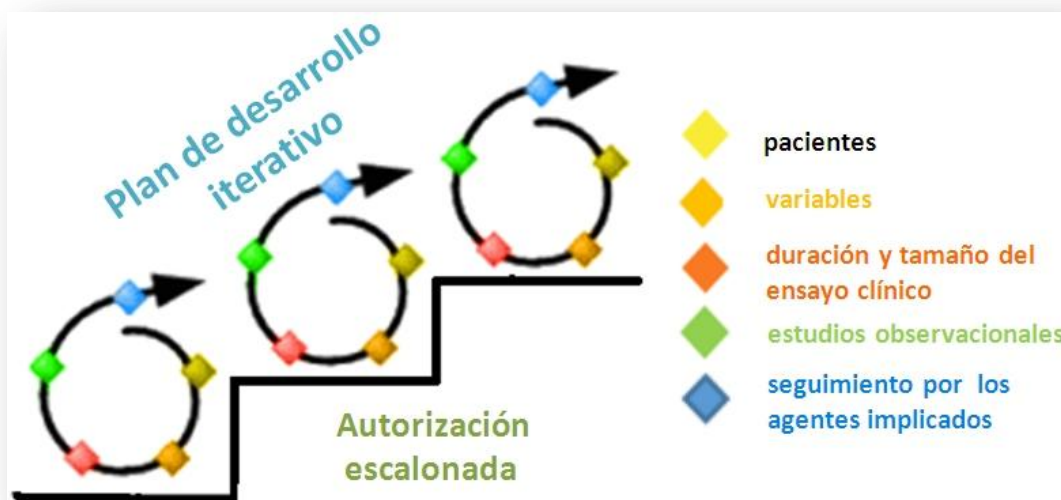 Plan de desarrollo
iterativo
Autorización
escalonada
pacientes
variables
duración y tamaño del
ensayo clínico
estudios observacionales
seguimiento por los
agentes implicados